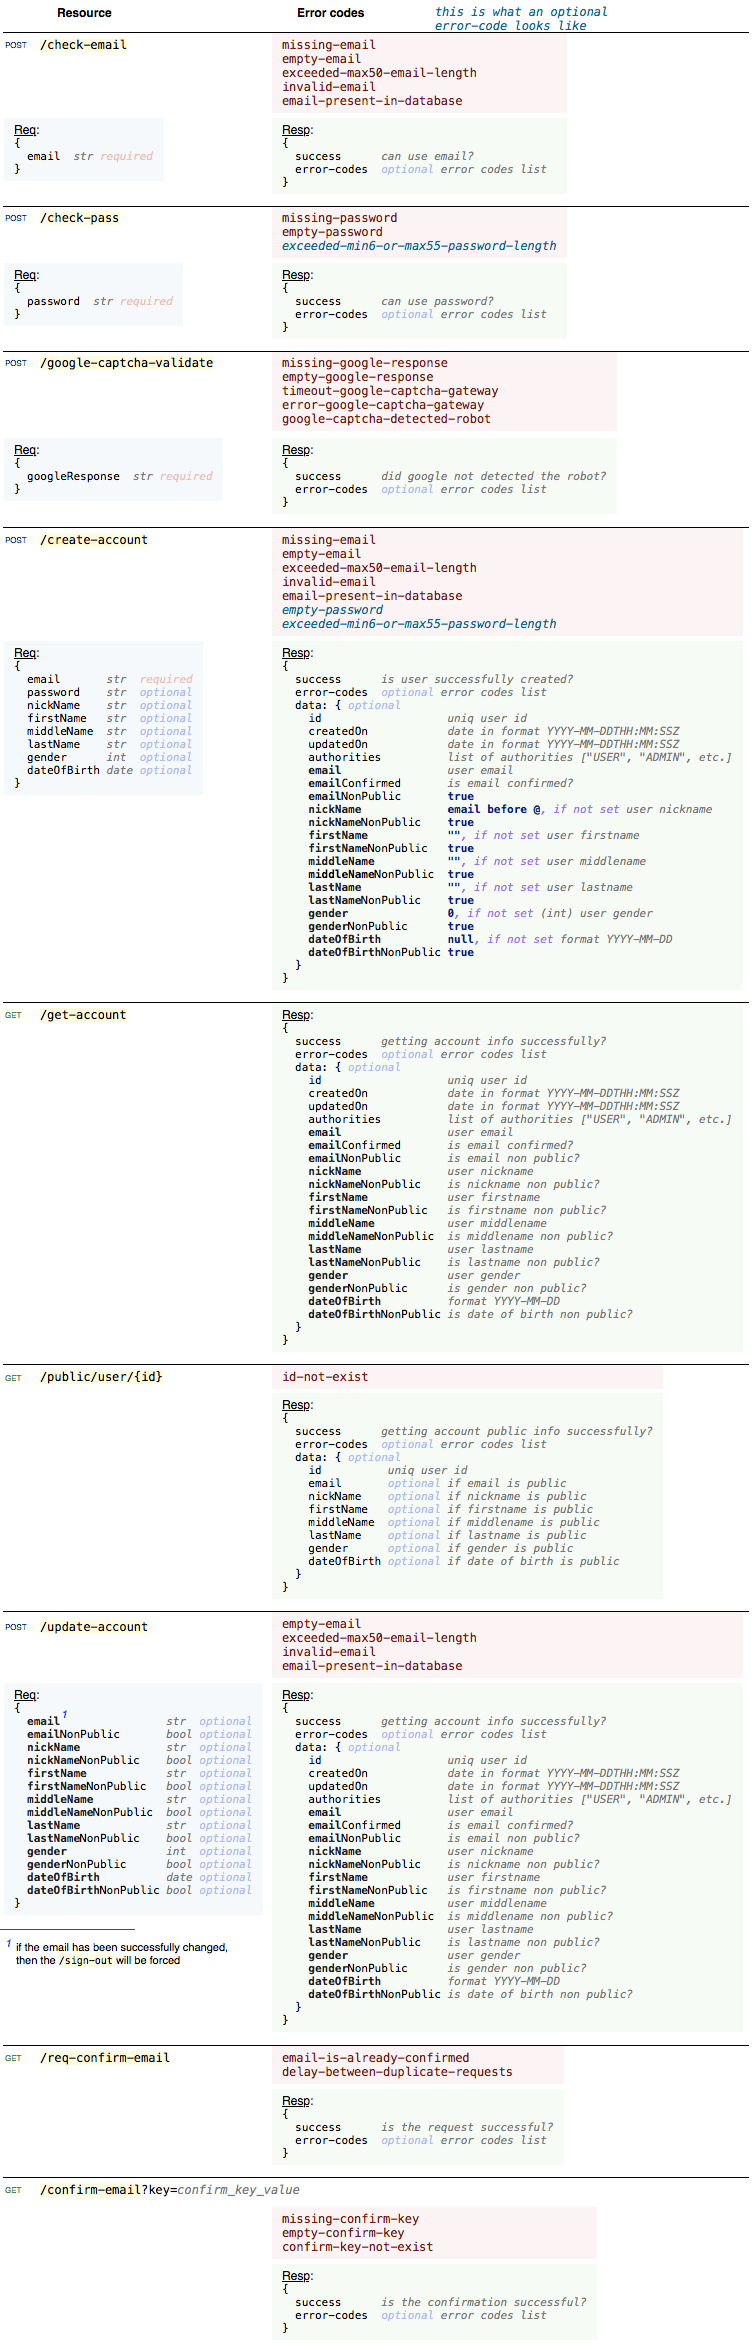 Resource Error codes this is what an optional
error-code looks like
POST /check-email missing-email
empty-email
exceeded-max50-email-length
invalid-email
email-present-in-database
Req: Resp:
{ {
email str required success can use email?
} error-codes optional error codes list
}
POST /check-pass missing-password
empty-password
exceeded-min6-or-max55-password-length
Req: Resp:
{ {
password str required success can use password?
} error-codes optional error codes list
}
POST /google-captcha-validate missing-google-response
empty-google-response
timeout-google-captcha-gateway
error-google-captcha-gateway
google-captcha-detected-robot
Req: Resp:
{ {
googleResponse str required success did google not detected the robot?
} error-codes optional error codes list
}
POST /create-account missing-email
empty-email
exceeded-max50-email-length
invalid-email
email-present-in-database
empty-password
exceeded-min6-or-max55-password-length
Req: Resp:
{ {
email str required success is user successfully created?
password str optional error-codes optional error codes list
nickName str optional data: { optional
firstName str optional id uniq user id
middleName str optional createdOn date in format YYYY-MM-DDTHH:MM:SSZ
lastName str optional updatedOn date in format YYYY-MM-DDTHH:MM:SSZ
gender int optional authorities list of authorities ["USER", "ADMIN", etc.]
dateOfBirth date optional email user email
} emailConfirmed is email confirmed?
emailNonPublic true
nickName email before @, if not set user nickname
nickNameNonPublic true
firstName "", if not set user firstname
firstNameNonPublic true
middleName "", if not set user middlename
middleNameNonPublic true
lastName "", if not set user lastname
lastNameNonPublic true
gender 0, if not set (int) user gender
genderNonPublic true
dateOfBirth null, if not set format YYYY-MM-DD
dateOfBirthNonPublic true
}
}
GET /get-account Resp:
{
success getting account info successfully?
error-codes optional error codes list
data: { optional
id uniq user id
createdOn date in format YYYY-MM-DDTHH:MM:SSZ
updatedOn date in format YYYY-MM-DDTHH:MM:SSZ
authorities list of authorities ["USER", "ADMIN", etc.]
email user email
emailConfirmed is email confirmed?
emailNonPublic is email non public?
nickName user nickname
nickNameNonPublic is nickname non public?
firstName user firstname
firstNameNonPublic is firstname non public?
middleName user middlename
middleNameNonPublic is middlename non public?
lastName user lastname
lastNameNonPublic is lastname non public?
gender user gender
genderNonPublic is gender non public?
dateOfBirth format YYYY-MM-DD
dateOfBirthNonPublic is date of birth non public?
}
}
GET /public/user/{id} id-not-exist
Resp:
{
success getting account public info successfully?
error-codes optional error codes list
data: { optional
id uniq user id
email optional if email is public
nickName optional if nickname is public
firstName optional if firstname is public
middleName optional if middlename is public
lastName optional if lastname is public
gender optional if gender is public
dateOfBirth optional if date of birth is public
}
}
POST /update-account empty-email
exceeded-max50-email-length
invalid-email
email-present-in-database
Req: Resp:
{ {
email1 str optional success getting account info successfully?
emailNonPublic bool optional error-codes optional error codes list
nickName str optional data: { optional
nickNameNonPublic bool optional id uniq user id
firstName str optional createdOn date in format YYYY-MM-DDTHH:MM:SSZ
firstNameNonPublic bool optional updatedOn date in format YYYY-MM-DDTHH:MM:SSZ
middleName str optional authorities list of authorities ["USER", "ADMIN", etc.]
middleNameNonPublic bool optional email user email
lastName str optional emailConfirmed is email confirmed?
lastNameNonPublic bool optional emailNonPublic is email non public?
gender int optional nickName user nickname
genderNonPublic bool optional nickNameNonPublic is nickname non public?
dateOfBirth date optional firstName user firstname
dateOfBirthNonPublic bool optional firstNameNonPublic is firstname non public?
} middleName user middlename
middleNameNonPublic is middlename non public?
lastName user lastname
1 if the email has been successfully changed, lastNameNonPublic is lastname non public?
then the /sign-out will be forced gender user gender
genderNonPublic is gender non public?
dateOfBirth format YYYY-MM-DD
dateOfBirthNonPublic is date of birth non public?
}
}
GET /req-confirm-email email-is-already-confirmed
delay-between-duplicate-requests
Resp:
{
success is the request successful?
error-codes optional error codes list
}
GET /confirm-email?key=confirm_key_value
missing-confirm-key
empty-confirm-key
confirm-key-not-exist
Resp:
{
success is the confirmation successful?
error-codes optional error codes list
}